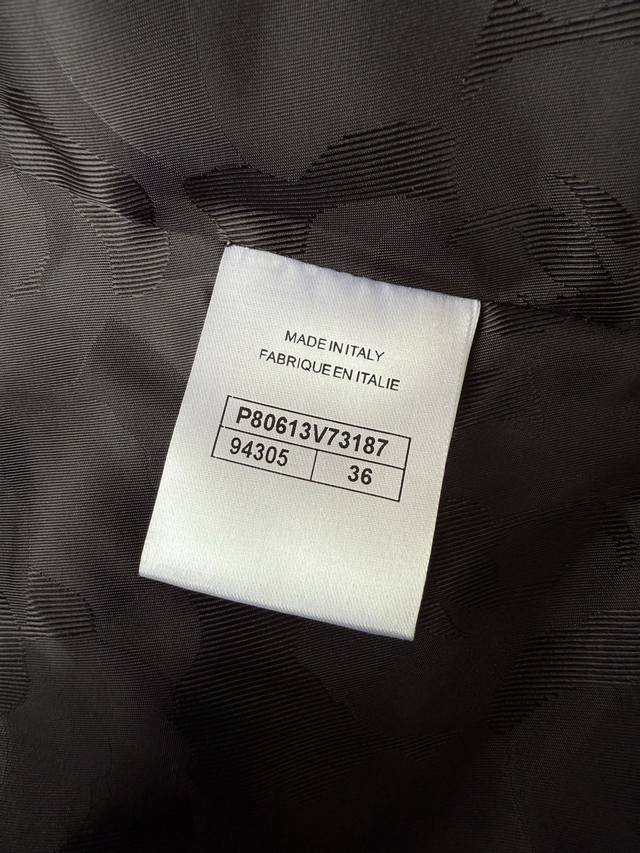 MADE IN ITALY
FABRIQUE EN ITALIE
P80613V73187
94305 36